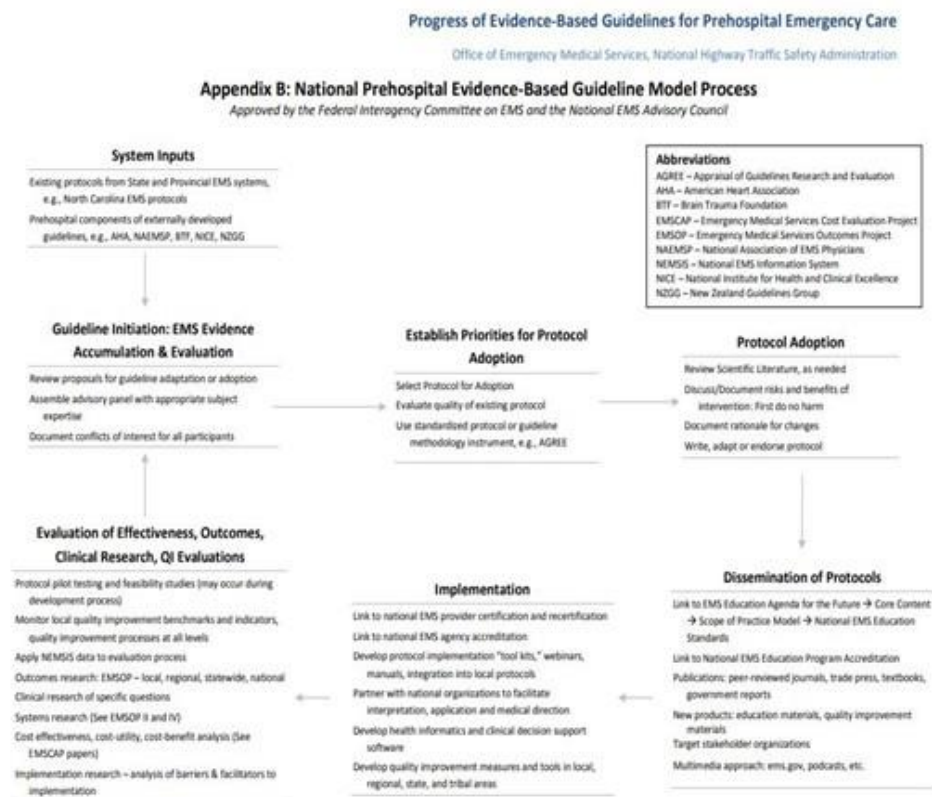 Progress of Evidence-Based Guidelines for Prehospital Emergency Care
Office of Emergency Medical Services, National Highway Traffic Safety Administration
Appendix B: National Prehospital Evidence-Based Guideline Model Process
Approved by the Federal Interagency Committee on EMS and the National EMS Advisory Council
System Inputs
Existing protocols from State and Provincial EMS systems,
e.g., North Carolina EMS protocols
Prehospital components of externally developed
guidelines, e.g., AHA, NAEMSP, BTF, NICE, NZGG
Abbreviations
AGREE – Appraisal of Guidelines Research and Evaluation
AHA – American Heart Association
BTF – Brain Trauma Foundation
EMSCAP – Emergency Medical Services Cost Evaluation Project
EMSOP – Emergency Medical Services Outcomes Project
NAEMSP – National Association of EMS Physicians
NEMSIS – National EMS Information System
NICE – National Institute for Health and Clinical Excellence
NZGG – New Zealand Guidelines Group
Guideline Initiation: EMS Evidence
Accumulation & Evaluation
Review proposals for guideline adaptation or adoption
Assemble advisory panel with appropriate subject
expertise
Document conflicts of interest for all participants
Establish Priorities for Protocol
Adoption
Select Protocol for Adoption
Evaluate quality of existing protocol
Use standardized protocol or guideline
methodology instrument, e.g., AGREE
Protocol Adoption
Review Scientific Literature, as needed
Discuss/Document risks and benefits of
intervention: First do no harm
Document rationale for changes
Write, adapt or endorse protocol
Dissemination of Protocols
Link to EMS Education Agenda for the Future → Core Content
→ Scope of Practice Model → National EMS Education
Standards
Link to National EMS Education Program Accreditation
Publications: peer-reviewed journals, trade press, textbooks,
government reports
New products: education materials, quality improvement
materials
Target stakeholder organizations
Multimedia approach: ems.gov, podcasts, etc.
Implementation
Link to national EMS provider certification and recertification
Link to national EMS agency accreditation
Develop protocol implementation "tool kits," webinars,
manuals, integration into local protocols
Partner with national organizations to facilitate
interpretation, application and medical direction
Develop health informatics and clinical decision support
software
Develop quality improvement measures and tools in local,
regional, state, and tribal areas
Evaluation of Effectiveness, Outcomes,
Clinical Research, QI Evaluations
Protocol pilot testing and feasibility studies (may occur during
development process)
Monitor local quality improvement benchmarks and indicators,
quality improvement processes at all levels
Apply NEMSIS data to evaluation process
Outcomes research: EMSOP – local, regional, statewide, national
Clinical research of specific questions
Systems research (See EMSOP II and IV)
Cost effectiveness, cost-utility, cost-benefit analysis (See
EMSCAP papers)
Implementation research – analysis of barriers & facilitators to
implementation